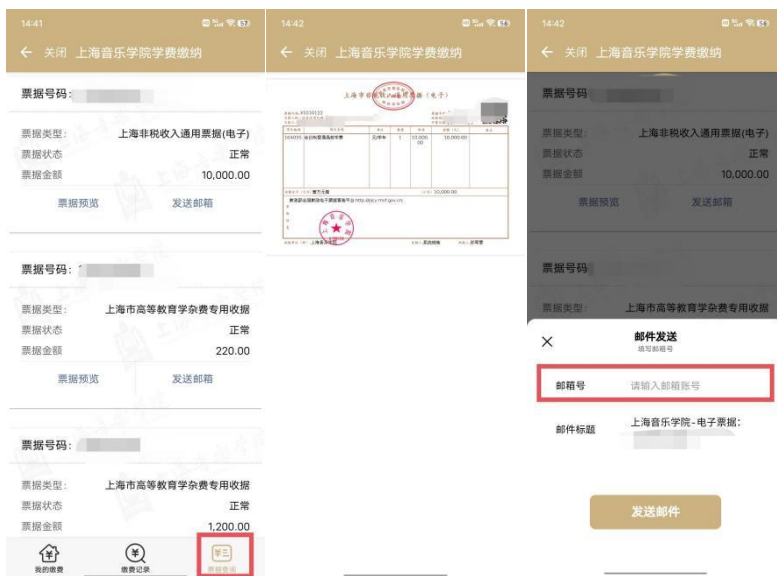 14:41
关闭 上海音乐学院学费缴纳
票据号码:
票据类型: 上海非税收入通用票据(电子)
票据状态 正常
票据金额 10,000.00
票据预览 发送邮箱
票据号码:
票据类型: 上海市高等教育学杂费专用收据
票据状态 正常
票据金额 220.00
票据预览 发送邮箱
票据号码:
票据类型: 上海市高等教育学杂费专用收据
票据状态 正常
票据金额 1,200.00
我的缴费 缴费记录 票据查询
14:42
关闭 上海音乐学院学费缴纳
元/学年 1 10,000.00 10,000.00
壹万元整 10,000.00
14:42
关闭 上海音乐学院学费缴纳
票据号码
票据类型: 上海非税收入通用票据(电子)
票据状态 正常
票据金额 10,000.00
票据预览 发送邮箱
票据号码
票据类型: 上海市高等教育学杂费专用收据
邮件发送
填写邮箱号
邮箱号 请输入邮箱账号
邮件标题 上海音乐学院-电子票据:
发送邮件